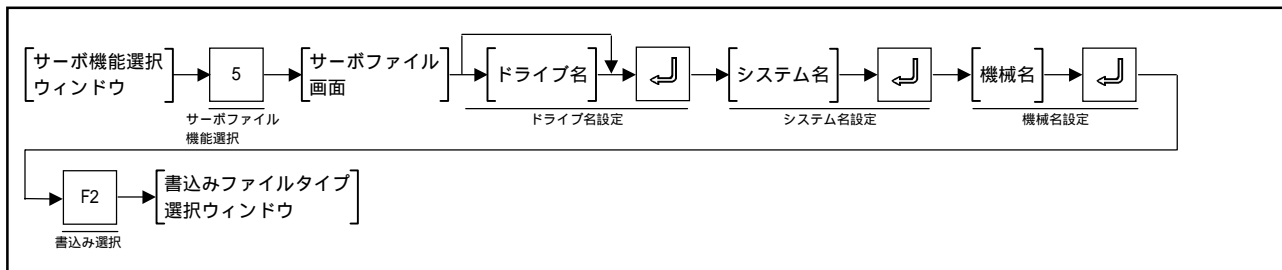 サーボ機能選択
ウィンドウ
5
サーボファイル
機能選択
サーボファイル
画面
ドライブ名
ドライブ名設定
システム名
システム名設定
機械名
機械名設定
F2
書込み選択
書込みファイルタイプ
選択ウィンドウ